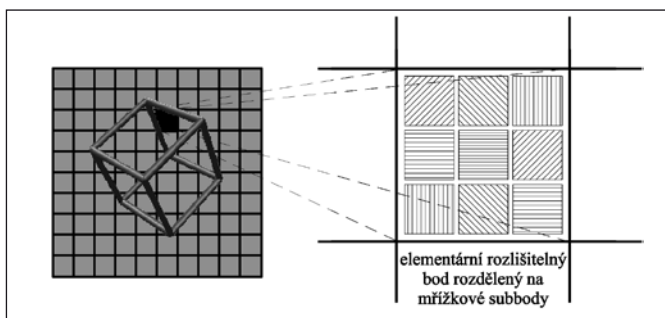 elementární rozlišitelný
bod rozdělený na
mřížkové subbody